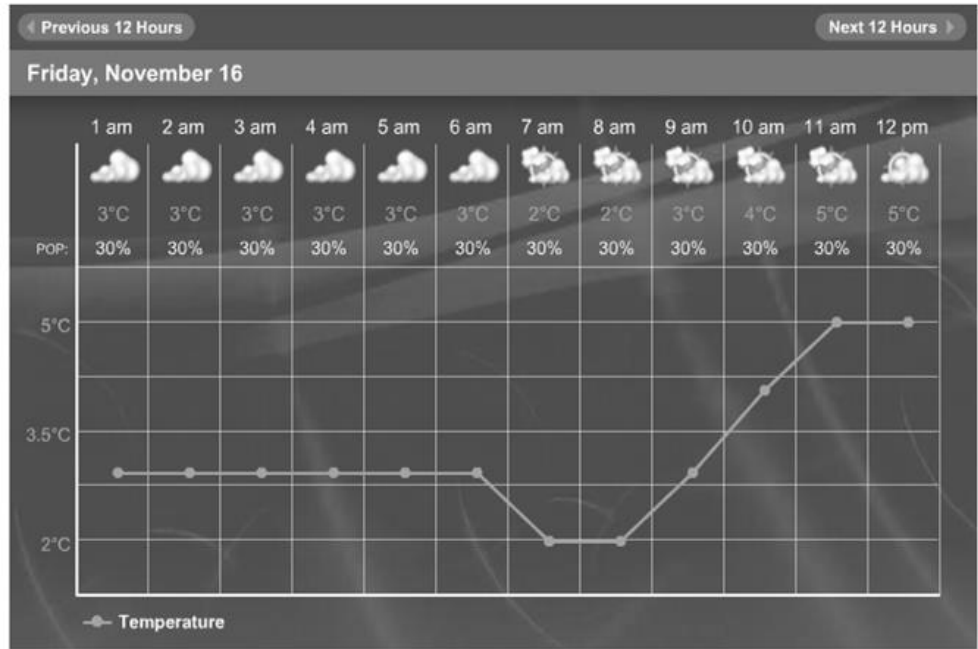 Previous 12 Hours Next 12 Hours
Friday, November 16
1 am 2 am 3 am 4 am 5 am 6 am 7 am 8 am 9 am 10 am 11 am 12 pm
3°C 3°C 3°C 3°C 3°C 3°C 2°C 2°C 3°C 4°C 5°C 5°C
POP: 30% 30% 30% 30% 30% 30% 30% 30% 30% 30% 30% 30%
5°C
3.5°C
2°C
Temperature